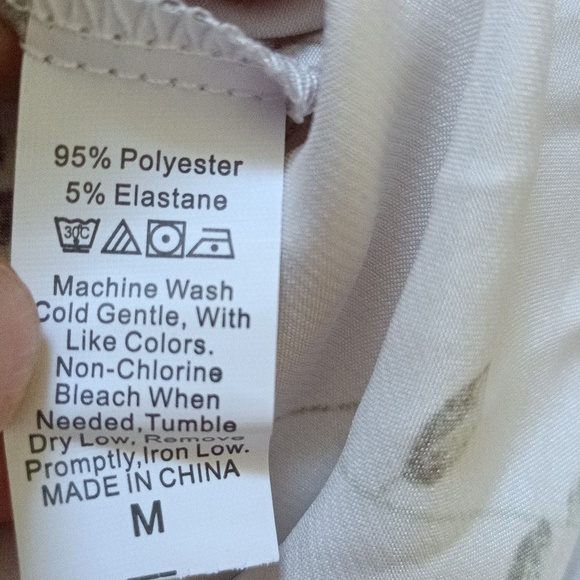 95% Polyester
5% Elastane
30°C
Machine Wash
Cold Gentle, With
Like Colors.
Non-Chlorine
Bleach When
Needed,Tumble
Dry Low, Remove
Promptly,Iron Low.
MADE IN CHINA
M